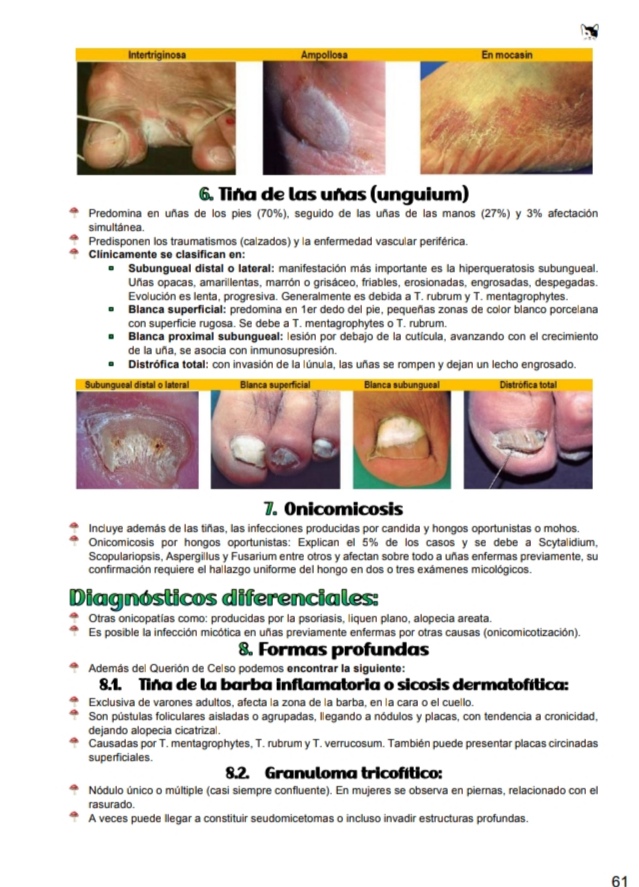 Intertriginosa Ampollosa En mocasin
6. Tiña de las uñas (unguium)
Predomina en uñas de los pies (70%), seguido de las uñas de las manos (27%) y 3% afectación
simultánea.
Predisponen los traumatismos (calzados) y la enfermedad vascular periférica.
Clínicamente se clasifican en:
Subungueal distal o lateral: manifestación más importante es la hiperqueratosis subungueal.
Uñas opacas, amarillentas, marrón o grisáceo, friables, erosionadas, engrosadas, despegadas.
Evolución es lenta, progresiva. Generalmente es debida a T. rubrum y T. mentagrophytes.
Blanca superficial: predomina en 1er dedo del pie, pequeñas zonas de color blanco porcelana
con superficie rugosa. Se debe a T. mentagrophytes o T. rubrum.
Blanca proximal subungueal: lesión por debajo de la cutícula, avanzando con el crecimiento
de la uña, se asocia con inmunosupresión.
Distrófica total: con invasión de la lúnula, las uñas se rompen y dejan un lecho engrosado.
Subungueal distal o lateral Blanca superficial Blanca subungueal Distrófica total
7. Onicomicosis
Incluye además de las tiñas, las infecciones producidas por candida y hongos oportunistas o mohos.
Onicomicosis por hongos oportunistas: Explican el 5% de los casos y se debe a Scytalidium,
Scopulariopsis, Aspergillus y Fusarium entre otros y afectan sobre todo a uñas enfermas previamente, su
confirmación requiere el hallazgo uniforme del hongo en dos o tres exámenes micológicos.
Diagnósticos diferenciales:
Otras onicopatías como: producidas por la psoriasis, liquen plano, alopecia areata.
Es posible la infección micótica en uñas previamente enfermas por otras causas (onicomicotización).
8. Formas profundas
Además del Querión de Celso podemos encontrar la siguiente:
8.1. Tiña de la barba inflamatoria o sicosis dermatofítica:
Exclusiva de varones adultos, afecta la zona de la barba, en la cara o el cuello.
Son pústulas foliculares aisladas o agrupadas, llegando a nódulos y placas, con tendencia a cronicidad,
dejando alopecia cicatrizal.
Causadas por T. mentagrophytes, T. rubrum y T. verrucosum. También puede presentar placas circinadas
superficiales.
8.2. Granuloma tricofítico:
Nódulo único o múltiple (casi siempre confluente). En mujeres se observa en piernas, relacionado con el
rasurado.
A veces puede llegar a constituir seudomicetomas o incluso invadir estructuras profundas.
61